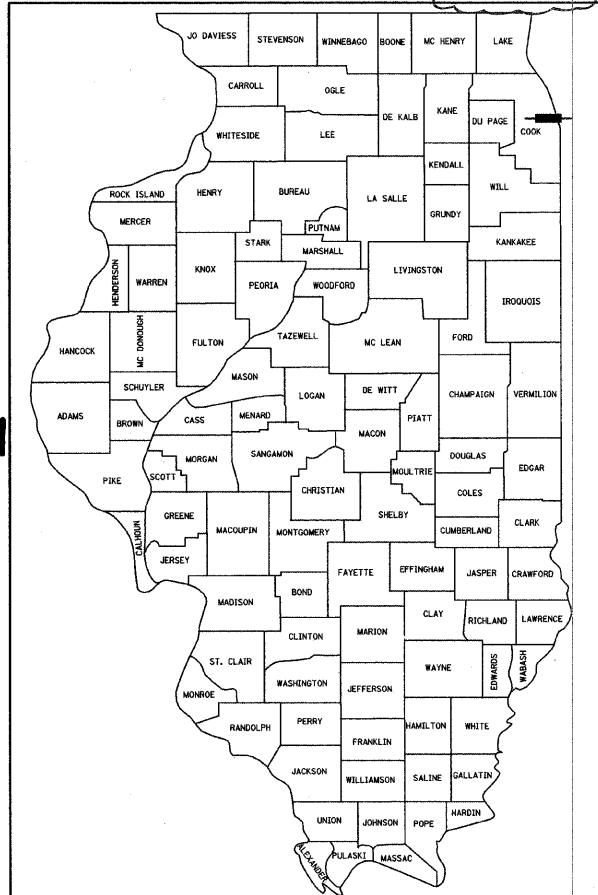 JO DAVIESS STEVENSON WINNEBAGO BOONE MC HENRY LAKE
CARROLL OGLE DE KALB KANE DU PAGE COOK
WHITESIDE LEE
KENDALL
ROCK ISLAND HENRY BUREAU LA SALLE WILL
MERCER PUTNAM GRUNDY
STARK MARSHALL KANKAKEE
HENDERSON WARREN KNOX PEORIA WOODFORD LIVINGSTON
IROQUOIS
HANCOCK MC DONOUGH FULTON TAZEWELL MC LEAN FORD
MASON
SCHUYLER LOGAN DE WITT CHAMPAIGN VERMILION
ADAMS BROWN CASS MENARD PIATT
MACON
MORGAN SANGAMON DOUGLAS EDGAR
PIKE SCOTT MOULTRIE
CHRISTIAN COLES
GREENE SHELBY
CALHOUN MACOUPIN MONTGOMERY CUMBERLAND CLARK
JERSEY
FAYETTE EFFINGHAM JASPER CRAWFORD
MADISON BOND
CLAY RICHLAND LAWRENCE
CLINTON MARION
ST. CLAIR WAYNE EDWARDS WABASH
WASHINGTON JEFFERSON
MONROE
RANDOLPH PERRY HAMILTON WHITE
FRANKLIN
JACKSON WILLIAMSON SALINE GALLATIN
UNION JOHNSON POPE HARDIN
ALEXANDER PULASKI MASSAC